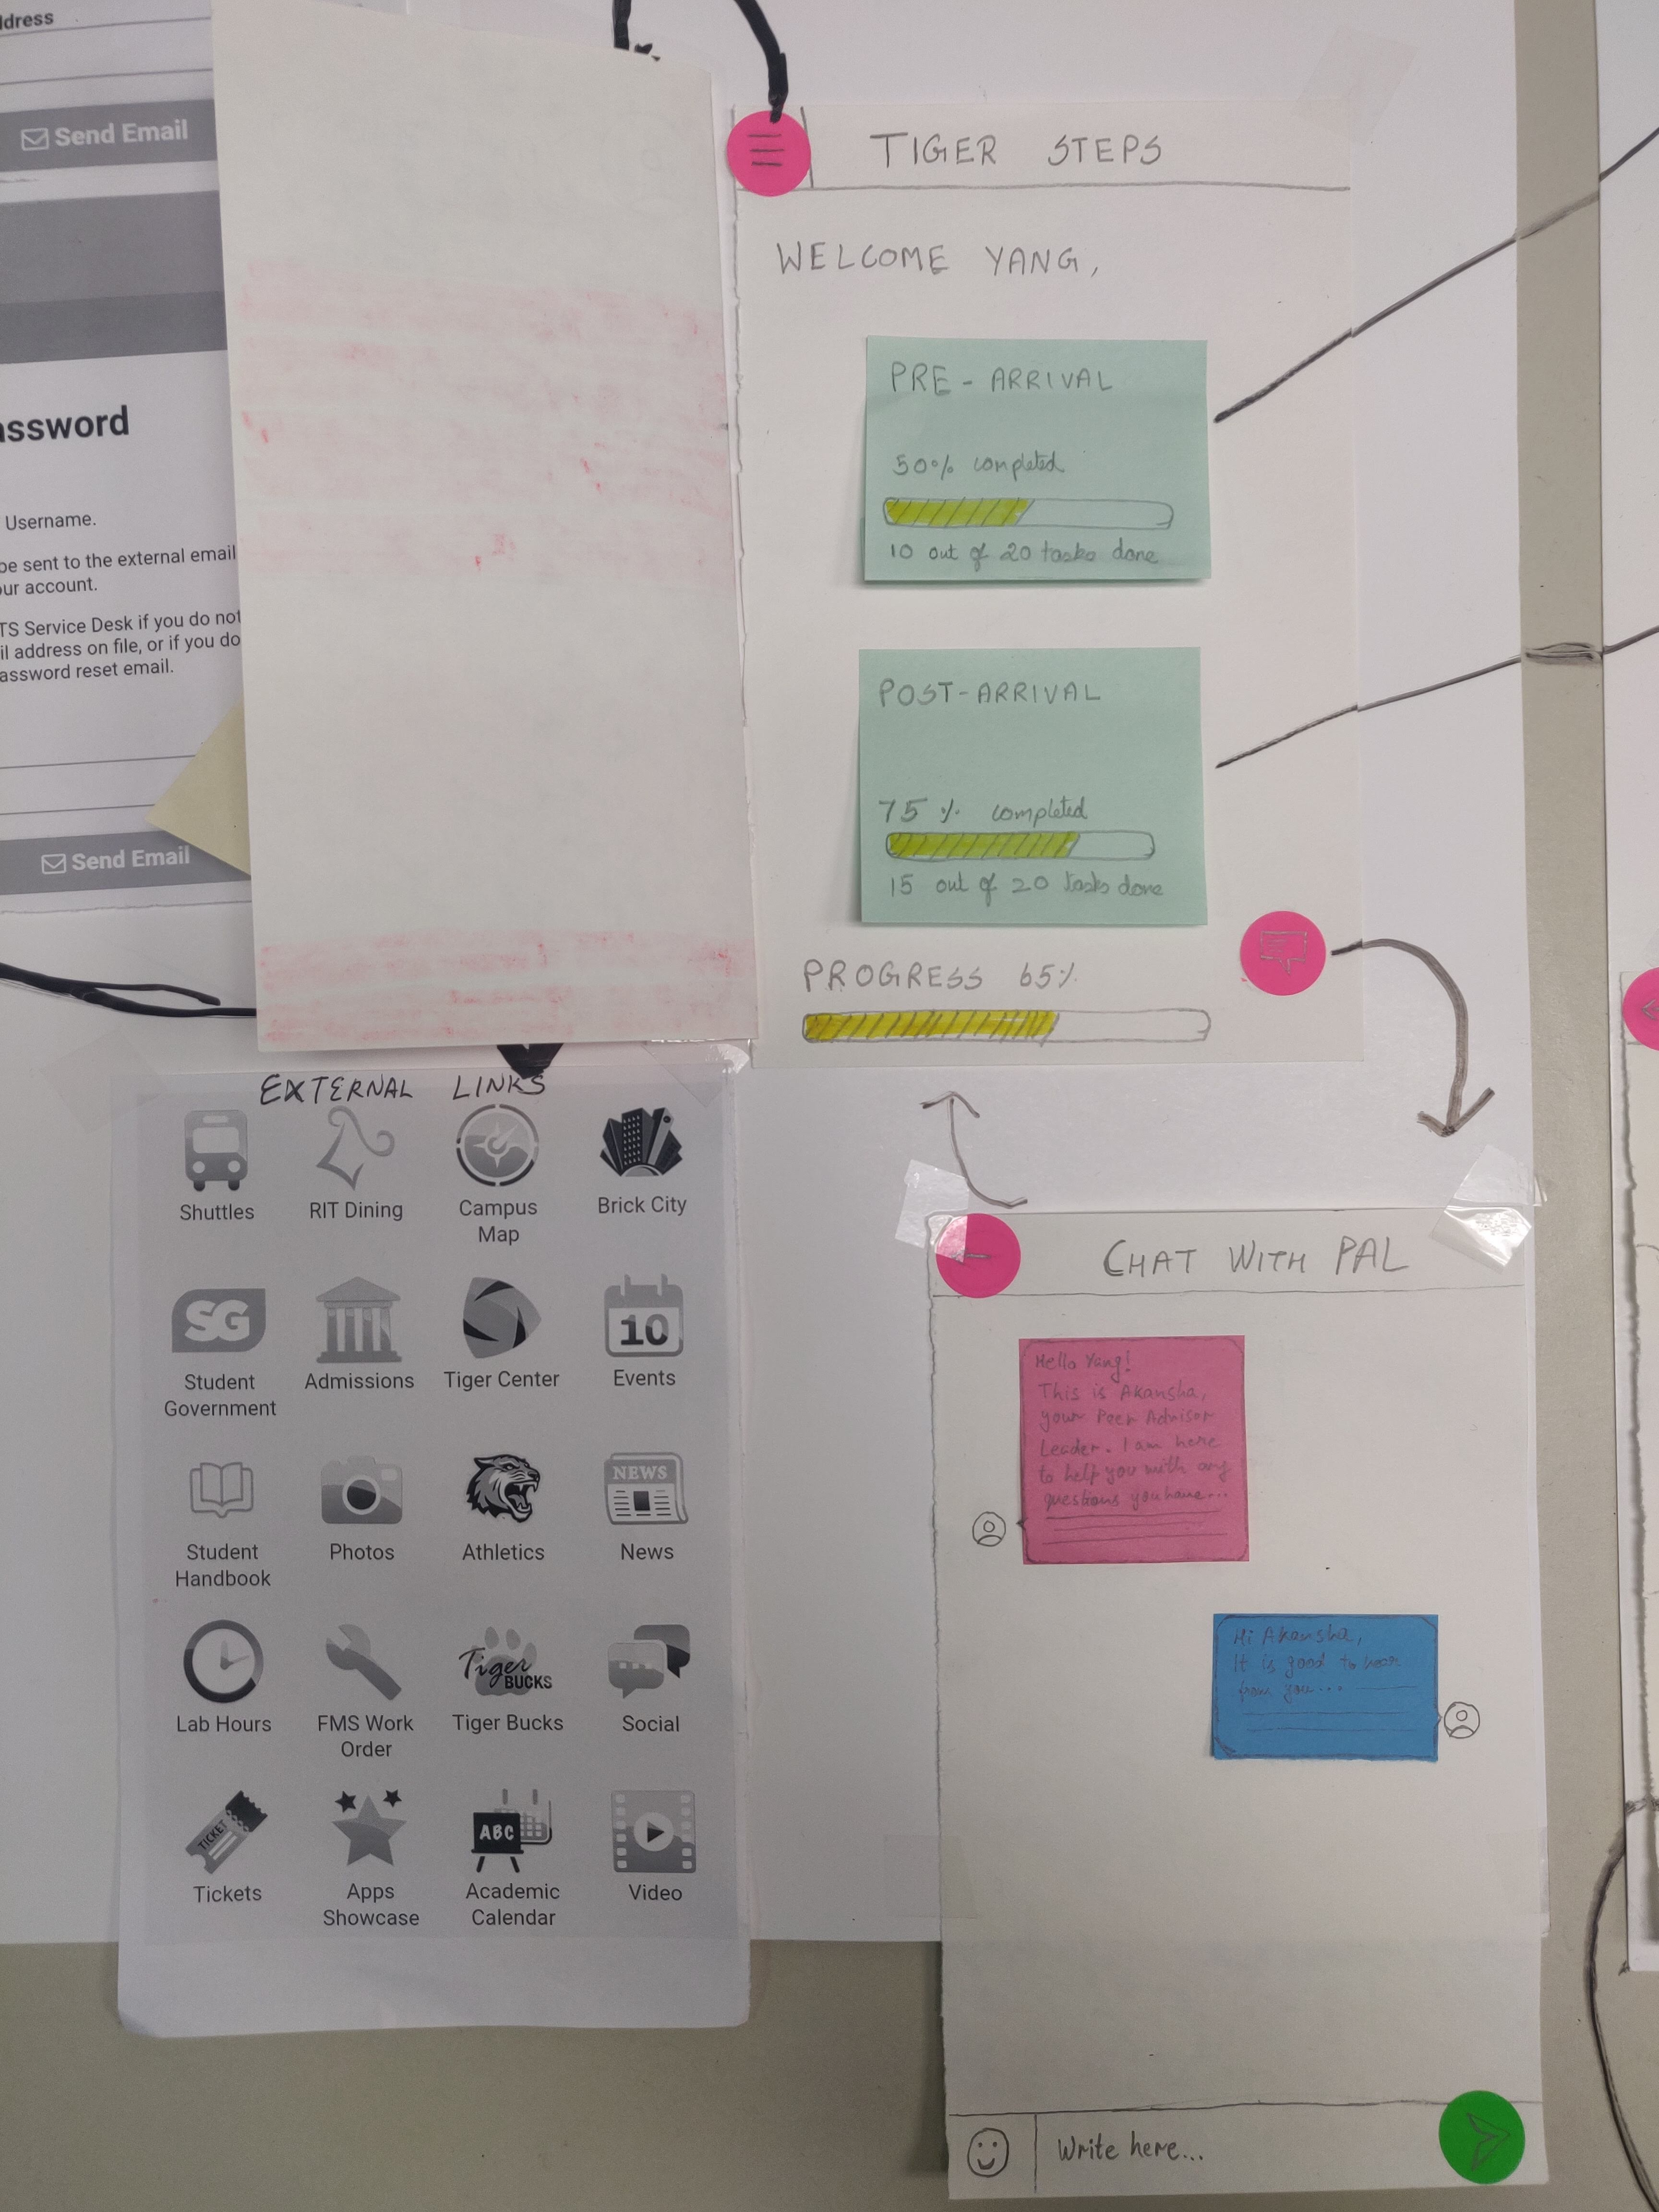 ddress
Send Email
assword
Username.
be sent to the external email
our account.
TS Service Desk if you do not
il address on file, or if you do
assword reset email.
Send Email
TIGER STEPS
WELCOME YANG,
PRE-ARRIVAL
50% completed
10 out of 20 tasks done
POST-ARRIVAL
75% completed
15 out of 20 tasks done
PROGRESS 65%
EXTERNAL LINKS
Shuttles
RIT Dining
Campus
Map
Brick City
SG
Student
Government
Admissions
Tiger Center
10
Events
Student
Handbook
Photos
Athletics
NEWS
News
Lab Hours
FMS Work
Order
Tiger
BUCKS
Tiger Bucks
Social
TICKET
Tickets
Apps
Showcase
ABC
Academic
Calendar
Video
CHAT WITH PAL
Hello Yang!
This is Akansha,
your Peer Advisor
Leader. I am here
to help you with any
questions you have...
Hi Akansha,
It is good to hear
from you...
Write here...